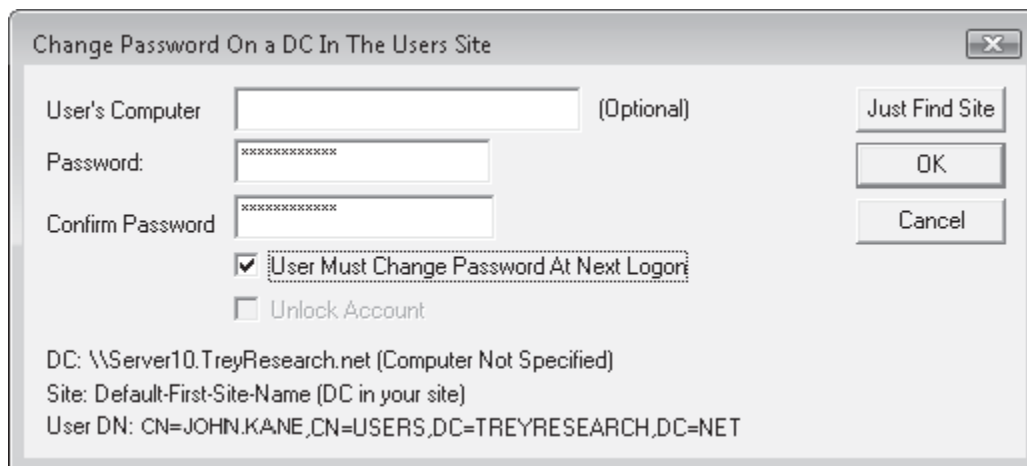 Change Password On a DC In The Users Site
User's Computer (Optional) Just Find Site
Password: ************ OK
Confirm Password ************ Cancel
User Must Change Password At Next Logon
Unlock Account
DC: \\Server10.TreyResearch.net (Computer Not Specified)
Site: Default-First-Site-Name (DC in your site)
User DN: CN=JOHN.KANE,CN=USERS,DC=TREYRESEARCH,DC=NET